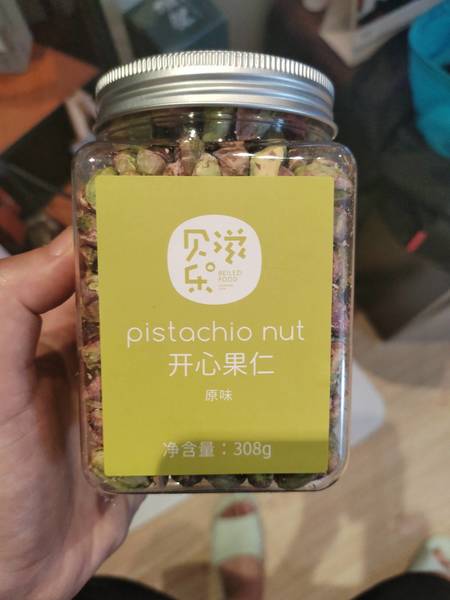 贝滋
乐
BEILEZI
FOOD
pistachio nut
开心果仁
原味
净含量：308g